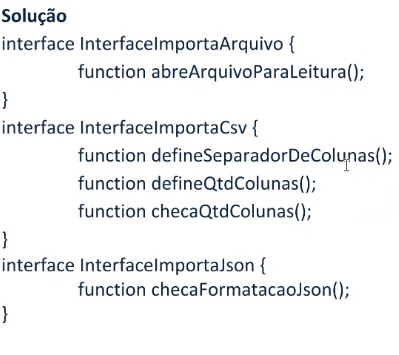 Solução
interface InterfaceImportaArquivo {
function abreArquivoParaLeitura();
}
interface InterfaceImportaCsv {
function defineSeparadorDeColunas();
function defineQtdColunas();
function checaQtdColunas();
}
interface InterfaceImportaJson {
function checaFormatacaoJson();
}